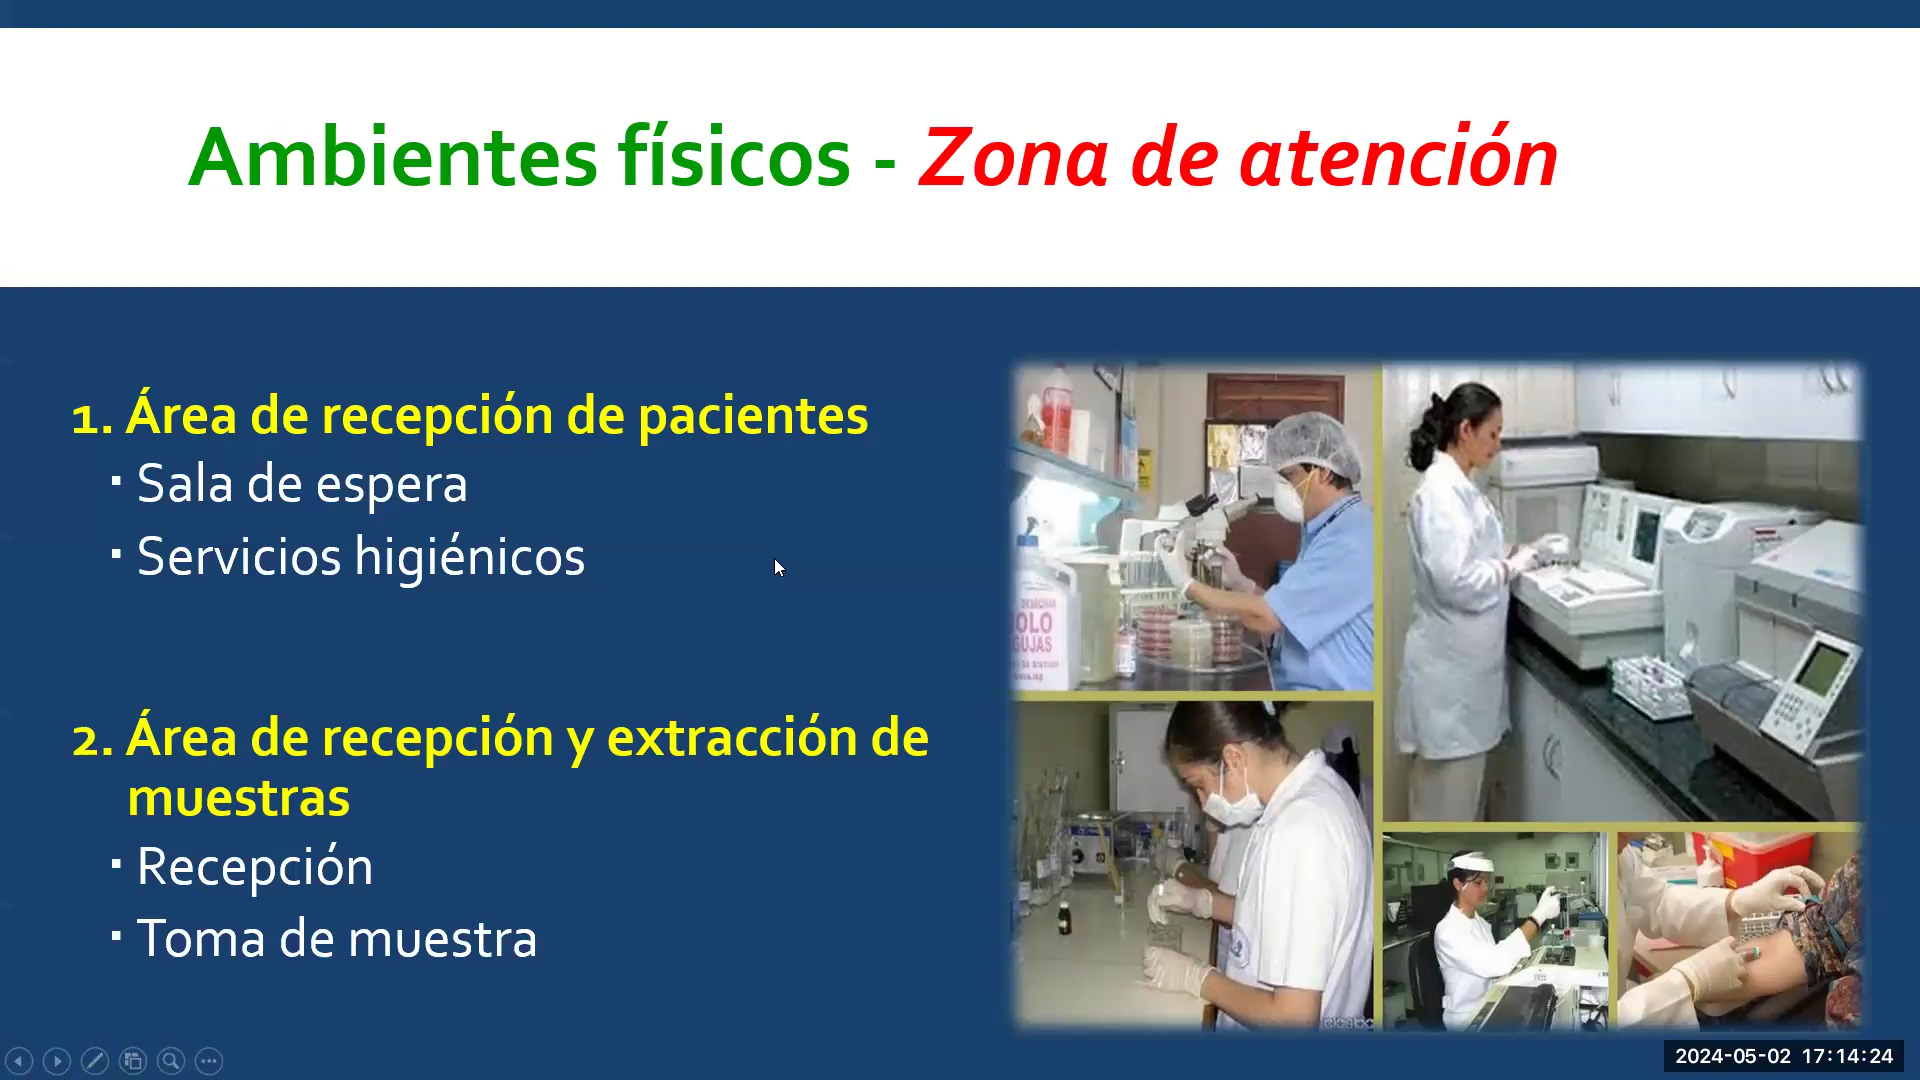 Ambientes físicos - Zona de atención
1. Área de recepción de pacientes
▪ Sala de espera
▪ Servicios higiénicos
2. Área de recepción y extracción de
muestras
▪ Recepción
▪ Toma de muestra
2024-05-02 17:14:24